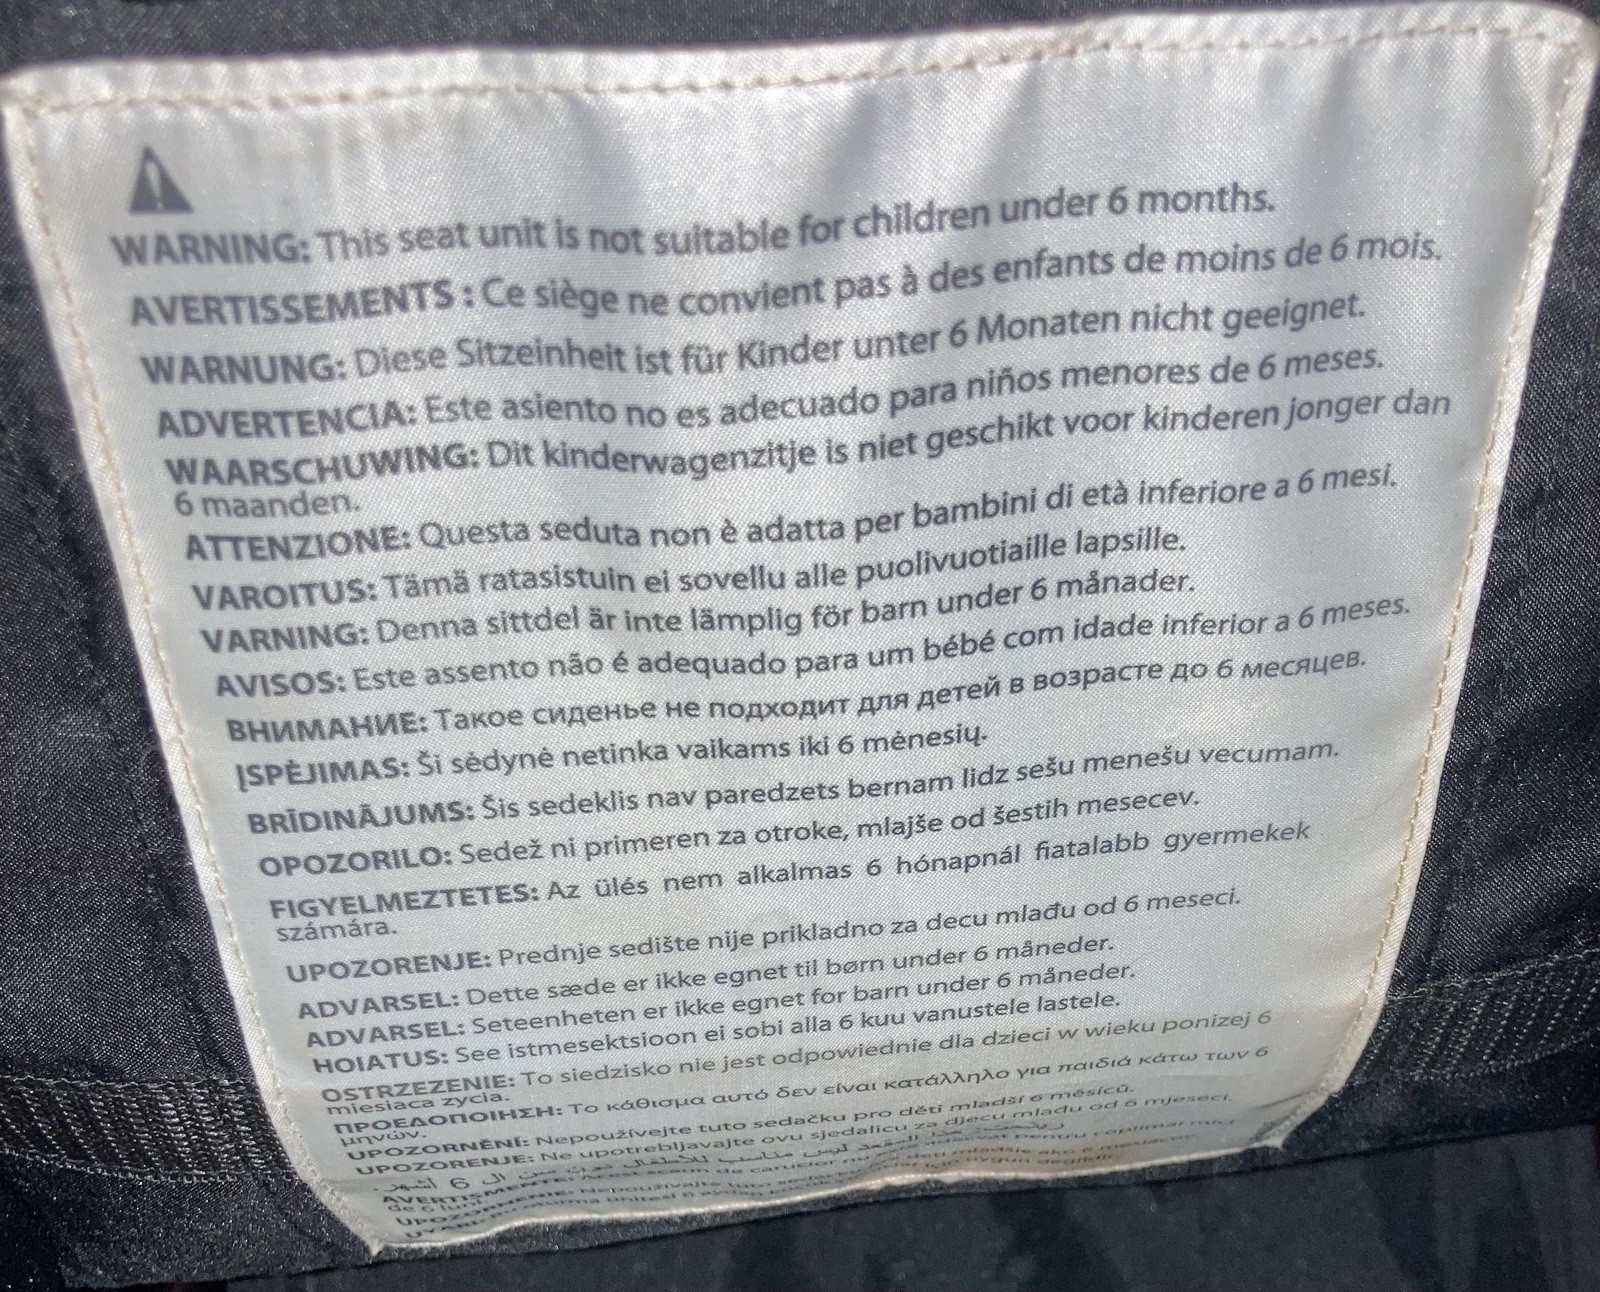 WARNING: This seat unit is not suitable for children under 6 months.
AVERTISSEMENTS : Ce siège ne convient pas à des enfants de moins de 6 mois.
WARNUNG: Diese Sitzeinheit ist für Kinder unter 6 Monaten nicht geeignet.
ADVERTENCIA: Este asiento no es adecuado para niños menores de 6 meses.
WAARSCHUWING: Dit kinderwagenzitje is niet geschikt voor kinderen jonger dan
6 maanden.
ATTENZIONE: Questa seduta non è adatta per bambini di età inferiore a 6 mesi.
VAROITUS: Tämä ratasistuin ei sovellu alle puolivuotiaille lapsille.
VARNING: Denna sittdel är inte lämplig för barn under 6 månader.
AVISOS: Este assento não é adequado para um bébé com idade inferior a 6 meses.
ВНИМАНИЕ: Такое сиденье не подходит для детей в возрасте до 6 месяцев.
ĮSPĖJIMAS: Ši sėdynė netinka vaikams iki 6 mėnesių.
BRĪDINĀJUMS: Šis sedeklis nav paredzets bernam lidz sešu menešu vecumam.
OPOZORILO: Sedež ni primeren za otroke, mlajše od šestih mesecev.
FIGYELMEZTETES: Az ülés nem alkalmas 6 hónapnál fiatalabb gyermekek
számára.
UPOZORENJE: Prednje sedište nije prikladno za decu mlađu od 6 meseci.
ADVARSEL: Dette sæde er ikke egnet til børn under 6 måneder.
ADVARSEL: Seteenheten er ikke egnet for barn under 6 måneder.
HOIATUS: See istmesektsioon ei sobi alla 6 kuu vanustele lastele.
OSTRZEZENIE: To siedzisko nie jest odpowiednie dla dzieci w wieku ponizej 6
miesiaca zycia.
ΠΡΟΕΔΟΠΟΙΗΣΗ: Το κάθισμα αυτό δεν είναι κατάλληλο για παιδιά κάτω των 6
μηνών.
UPOZORNĚNÍ: Nepoužívejte tuto sedačku pro děti mladší 6 měsíců.
UPOZORENJE: Ne upotrebljavajte ovu sjedalicu za djecu mlađu od 6 mjeseci.
6 أشهر.
de 6 luni